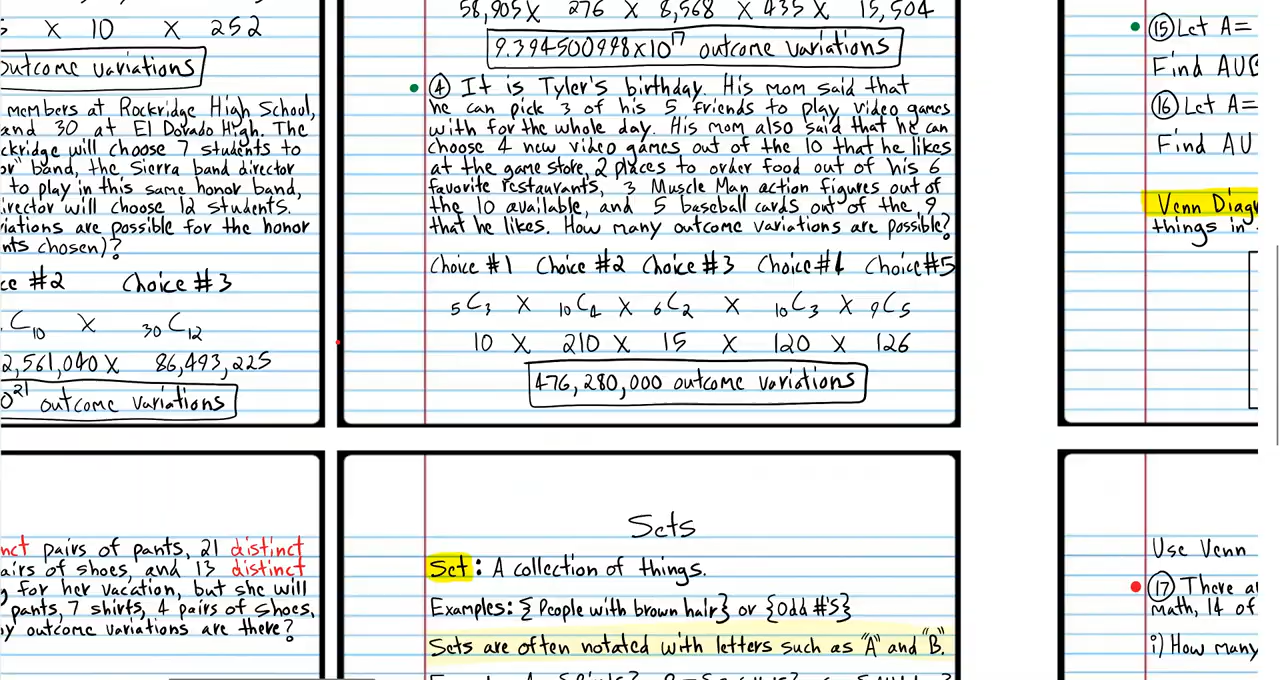 x 10 x 252
outcome variations
members at Rockridge High School,
and 30 at El Dorado High. The
ckridge will choose 7 students to
or" band, the Sierra band director
to play in this same honor band,
irector will choose 12 students.
iations are possible for the honor
nts chosen)?
ce #2 Choice #3
C10 x 30C12
2,561,040 x 86,493,225
0^21 outcome variations
58,905 x 276 x 8,568 x 435 x 15,504
9.394500998x10^17 outcome variations
④ It is Tyler's birthday. His mom said that
he can pick 3 of his 5 friends to play video games
with for the whole day. His mom also said that he can
choose 4 new video games out of the 10 that he likes
at the game store, 2 places to order food out of his 6
favorite restaurants, 3 Muscle Man action figures out of
the 10 available, and 5 baseball cards out of the 9
that he likes. How many outcome variations are possible?
Choice #1 Choice #2 Choice #3 Choice #4 Choice #5
5C3 x 10C4 x 6C2 x 10C3 x 9C5
10 x 210 x 15 x 120 x 126
476,280,000 outcome variations
⑮ Let A=
Find AU
⑯ Let A=
Find AU
Venn Diag
things in
nct pairs of pants, 21 distinct
airs of shoes, and 13 distinct
for her vacation, but she will
pants, 7 shirts, 4 pairs of shoes,
y outcome variations are there?
Sets
Set: A collection of things.
Examples: {People with brown hair} or {Odd #'s}
Sets are often notated with letters such as "A" and "B".
Use Venn
⑰ There a
math, 14 of
i) How many